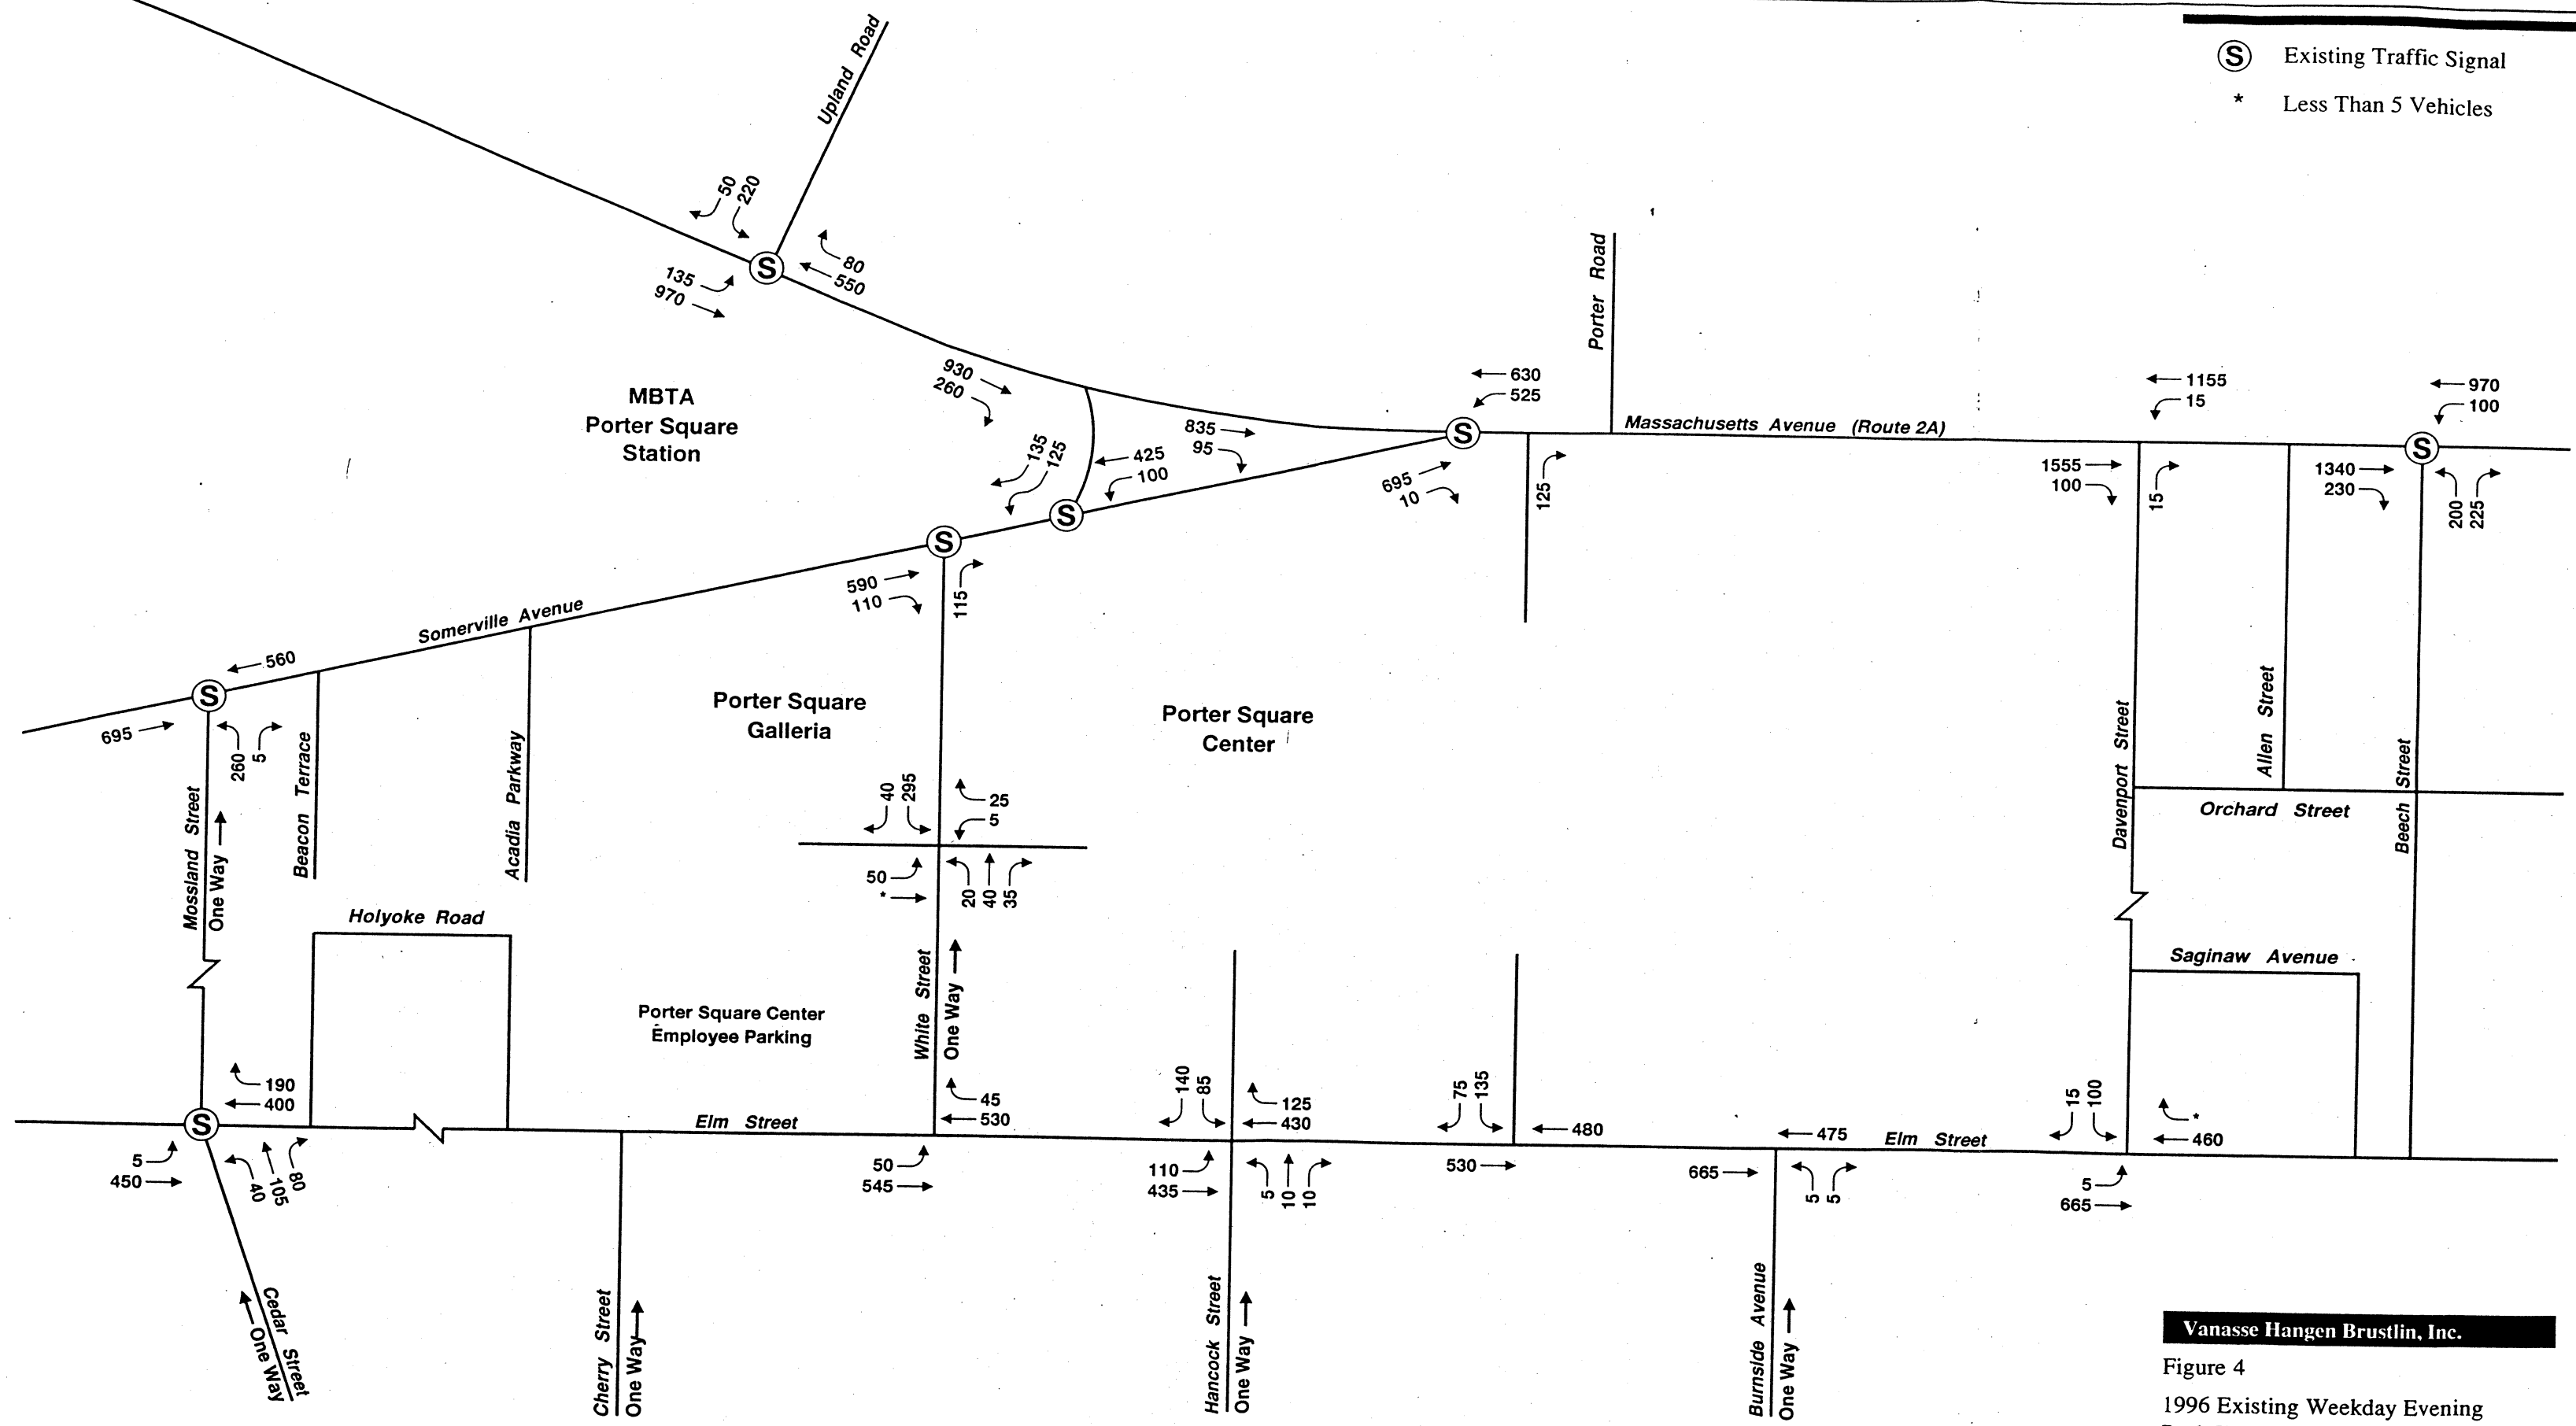 S Existing Traffic Signal
* Less Than 5 Vehicles
Upland Road
50
220
80
550
135
970
S
Porter Road
930
260
MBTA
Porter Square
Station
135
125
425
100
835
95
630
525
S
695
10
125
Massachusetts Avenue (Route 2A)
1155
15
970
100
1555
100
15
1340
230
S
200
225
S
S
590
110
115
Somerville Avenue
560
S
695
260
5
Mossland Street
One Way
Beacon Terrace
Acadia Parkway
Porter Square
Galleria
Porter Square
Center
40
295
25
5
50
*
20
40
35
Davenport Street
Allen Street
Beech Street
Orchard Street
Holyoke Road
Saginaw Avenue
Porter Square Center
Employee Parking
White Street
One Way
190
400
S
5
450
40
105
80
Elm Street
45
530
50
545
140
85
125
430
110
435
5
10
10
75
135
480
530
475
665
5
5
Elm Street
15
100
*
460
5
665
Cedar Street
One Way
Cherry Street
One Way
Hancock Street
One Way
Burnside Avenue
One Way
Vanasse Hangen Brustlin, Inc.
Figure 4
1996 Existing Weekday Evening